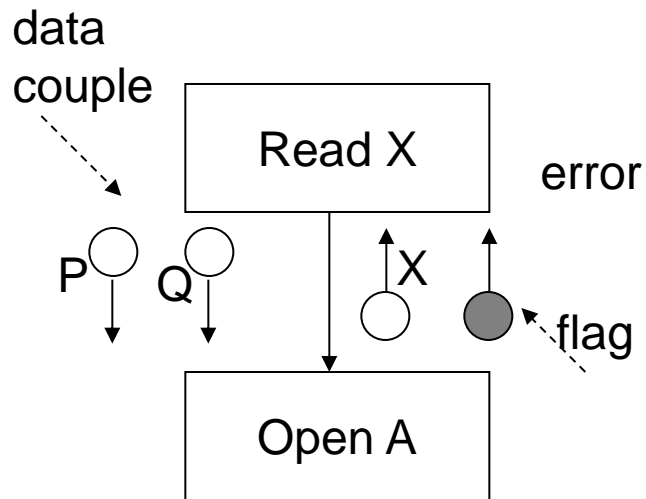 data
couple
Read X
error
P
Q
X
flag
Open A